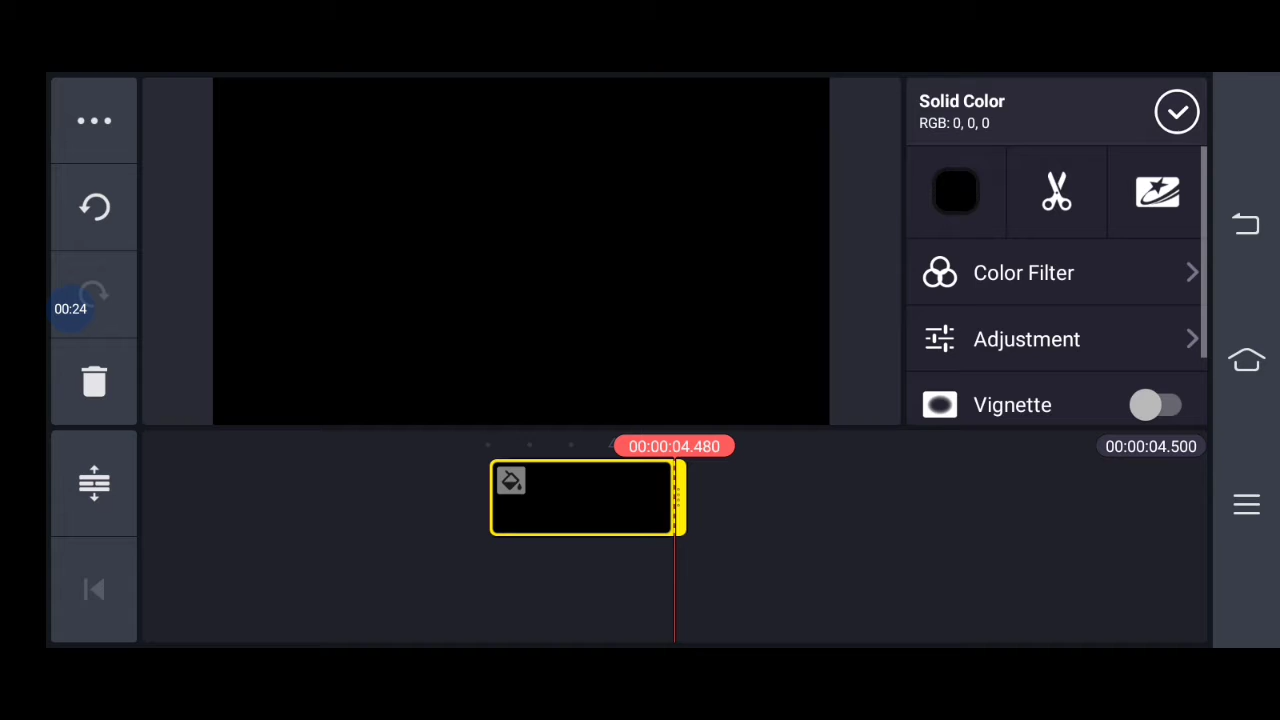 Solid Color
RGB: 0, 0, 0
Color Filter
00:24
Adjustment
Vignette
00:00:04.480
00:00:04.500